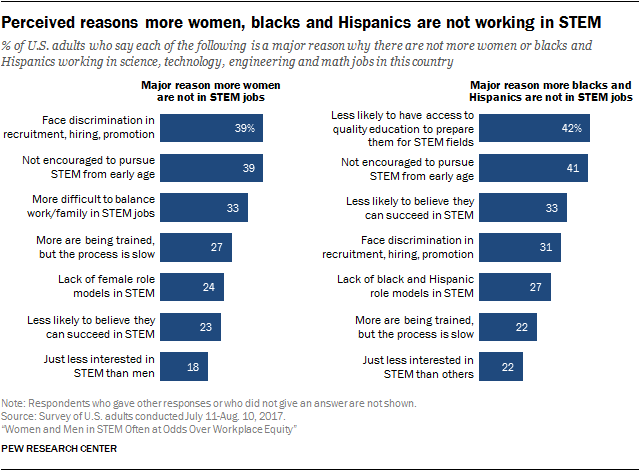 Perceived reasons more women, blacks and Hispanics are not working in STEM
% of U.S. adults who say each of the following is a major reason why there are not more women or blacks and
Hispanics working in science, technology, engineering and math jobs in this country
Major reason more women
are not in STEM jobs
Face discrimination in
recruitment, hiring, promotion
39%
Not encouraged to pursue
STEM from early age
39
More difficult to balance
work/family in STEM jobs
33
More are being trained,
but the process is slow
27
Lack of female role
models in STEM
24
Less likely to believe they
can succeed in STEM
23
Just less interested in
STEM than men
18
Major reason more blacks and
Hispanics are not in STEM jobs
Less likely to have access to
quality education to prepare
them for STEM fields
42%
Not encouraged to pursue
STEM from early age
41
Less likely to believe they
can succeed in STEM
33
Face discrimination in
recruitment, hiring, promotion
31
Lack of black and Hispanic
role models in STEM
27
More are being trained,
but the process is slow
22
Just less interested in
STEM than others
22
Note: Respondents who gave other responses or who did not give an answer are not shown.
Source: Survey of U.S. adults conducted July 11-Aug. 10, 2017.
“Women and Men in STEM Often at Odds Over Workplace Equity”
PEW RESEARCH CENTER